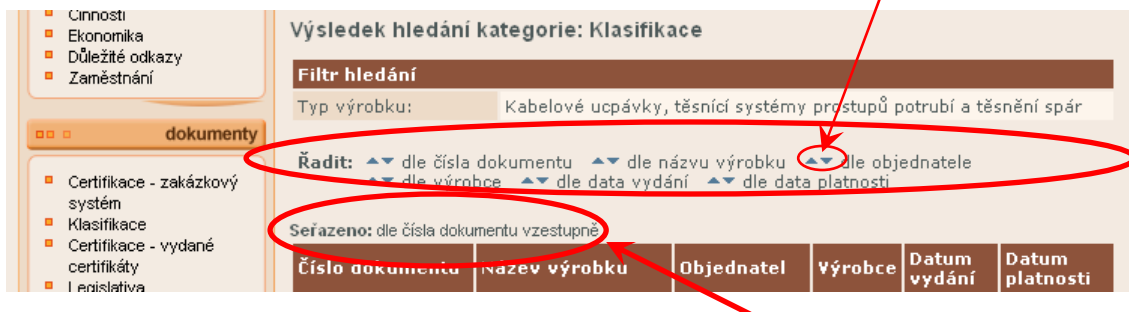 Činnosti
Ekonomika
Důležité odkazy
Zaměstnání
dokumenty
Certifikace - zakázkový
systém
Klasifikace
Certifikace - vydané
certifikáty
Legislativa
Výsledek hledání kategorie: Klasifikace
Filtr hledání
Typ výrobku: Kabelové ucpávky, těsnící systémy prostupů potrubí a těsnění spár
Řadit: dle čísla dokumentu dle názvu výrobku dle objednatele
dle výrobce dle data vydání dle data platnosti
Seřazeno: dle čísla dokumentu vzestupně
Číslo dokumentu Název výrobku Objednatel Výrobce Datum vydání Datum platnosti